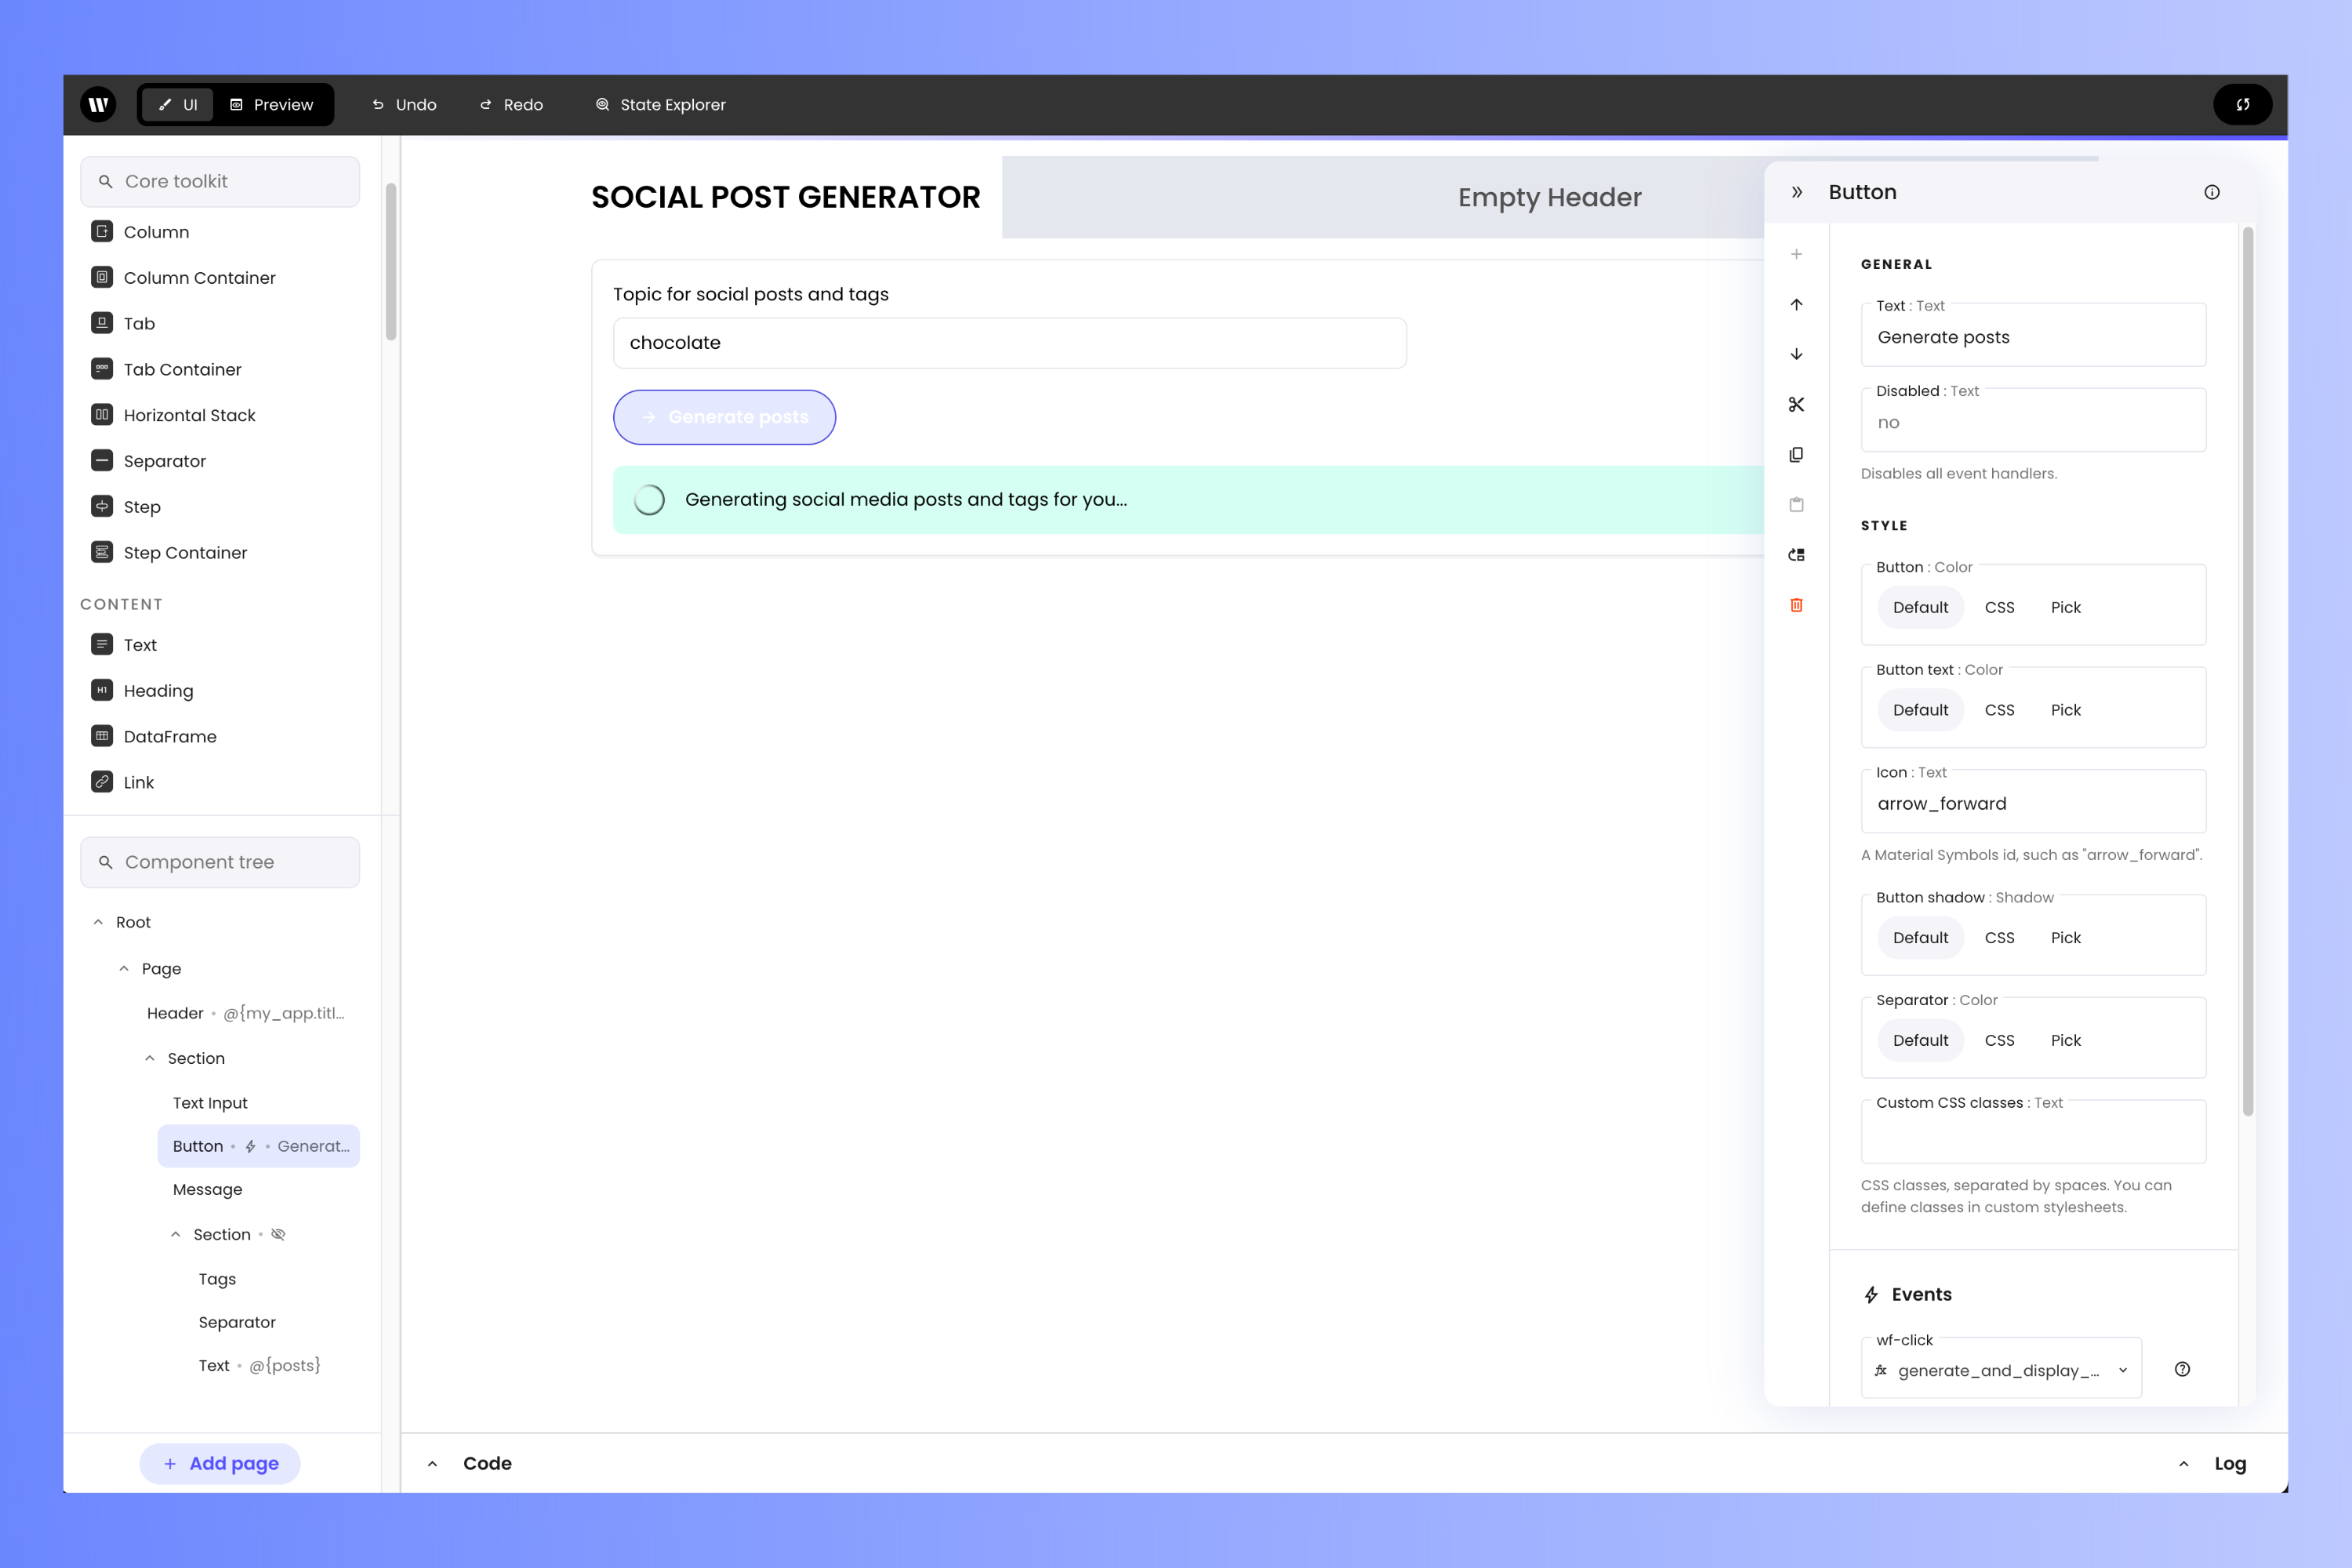 UI
Preview
Undo
Redo
State Explorer
Core toolkit
Column
Column Container
Tab
Tab Container
Horizontal Stack
Separator
Step
Step Container
CONTENT
Text
H1 Heading
DataFrame
Link
Component tree
Root
Page
Header • @{my_app.titl...
Section
Text Input
Button • • Generat...
Message
Section •
Tags
Separator
Text • @{posts}
+ Add page
SOCIAL POST GENERATOR
Empty Header
Topic for social posts and tags
chocolate
Generate posts
Generating social media posts and tags for you...
Code
Log
Button
GENERAL
Text : Text
Generate posts
Disabled : Text
no
Disables all event handlers.
STYLE
Button : Color
Default CSS Pick
Button text : Color
Default CSS Pick
Icon : Text
arrow_forward
A Material Symbols id, such as "arrow_forward".
Button shadow : Shadow
Default CSS Pick
Separator : Color
Default CSS Pick
Custom CSS classes : Text
CSS classes, separated by spaces. You can
define classes in custom stylesheets.
Events
wf-click
fx generate_and_display_...